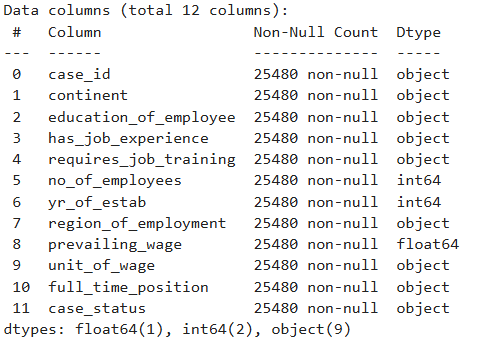 Data columns (total 12 columns):
 #   Column                 Non-Null Count  Dtype
---  ------                 --------------  -----
 0   case_id                25480 non-null  object
 1   continent              25480 non-null  object
 2   education_of_employee  25480 non-null  object
 3   has_job_experience     25480 non-null  object
 4   requires_job_training  25480 non-null  object
 5   no_of_employees        25480 non-null  int64
 6   yr_of_estab            25480 non-null  int64
 7   region_of_employment   25480 non-null  object
 8   prevailing_wage        25480 non-null  float64
 9   unit_of_wage           25480 non-null  object
 10  full_time_position     25480 non-null  object
 11  case_status            25480 non-null  object
dtypes: float64(1), int64(2), object(9)